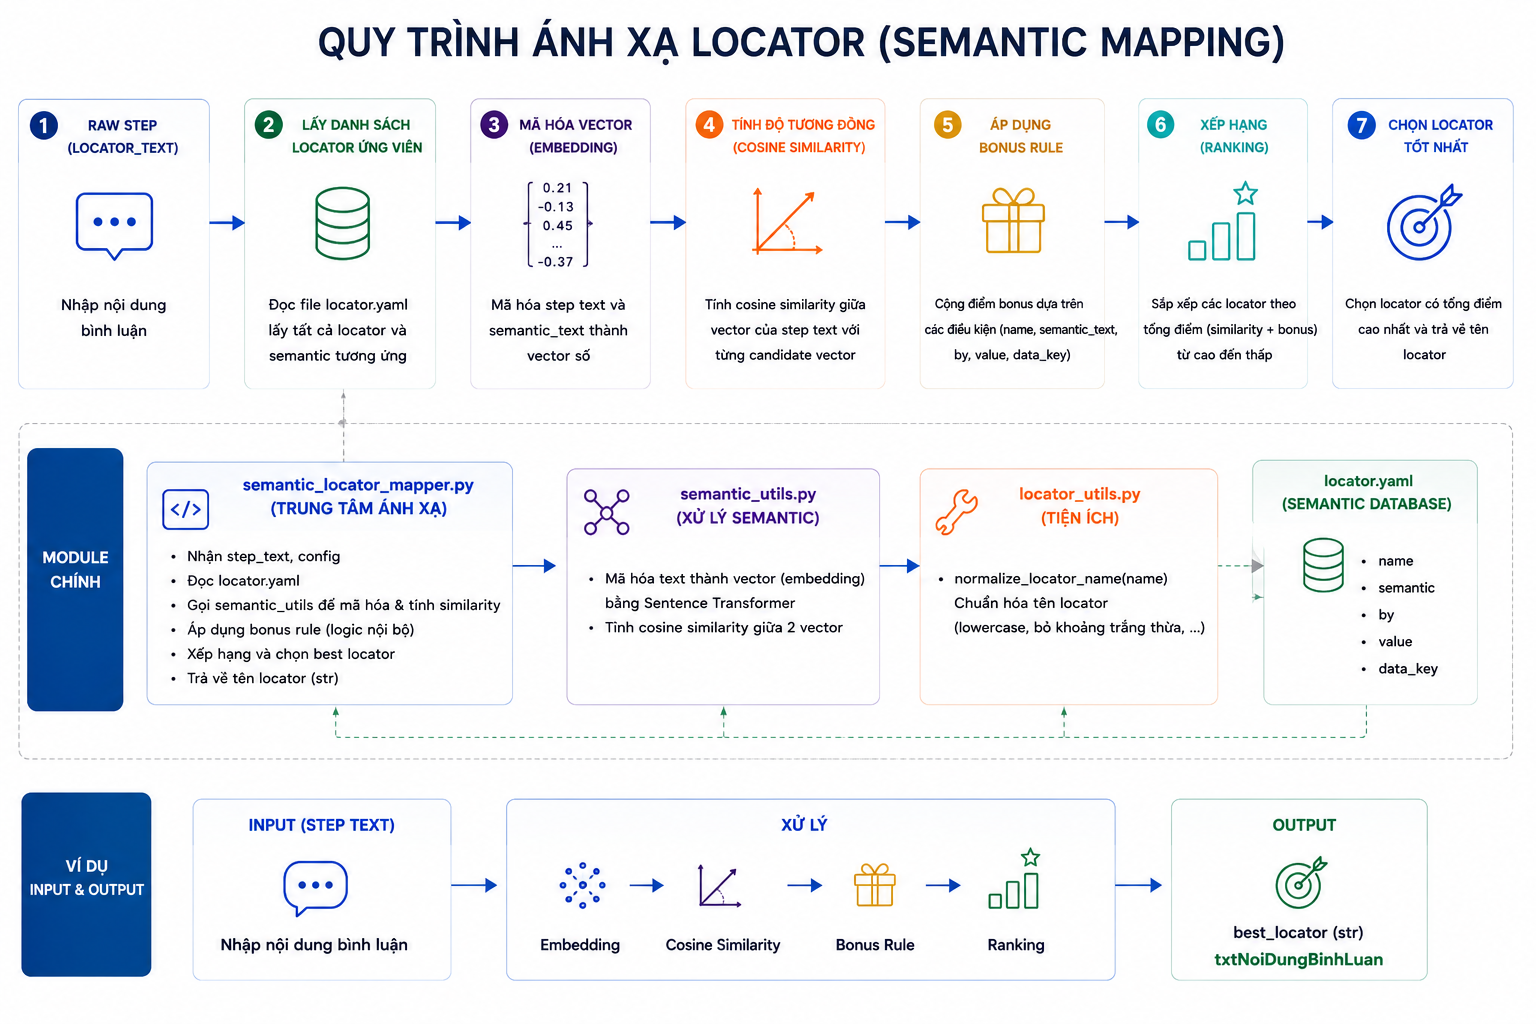 QUY TRÌNH ÁNH XẠ LOCATOR (SEMANTIC MAPPING)
1 RAW STEP
(LOCATOR_TEXT)
Nhập nội dung
bình luận
2 LẤY DANH SÁCH
LOCATOR ỨNG VIÊN
Đọc file locator.yaml
lấy tất cả locator và
semantic tương ứng
3 MÃ HÓA VECTOR
(EMBEDDING)
0.21
-0.13
0.45
...
-0.37
Mã hóa step text và
semantic_text thành
vector số
4 TÍNH ĐỘ TƯƠNG ĐỒNG
(COSINE SIMILARITY)
Tính cosine similarity giữa
vector của step text với
từng candidate vector
5 ÁP DỤNG
BONUS RULE
Cộng điểm bonus dựa trên
các điều kiện (name, semantic_text,
by, value, data_key)
6 XẾP HẠNG
(RANKING)
Sắp xếp các locator theo
tổng điểm (similarity + bonus)
từ cao đến thấp
7 CHỌN LOCATOR
TỐT NHẤT
Chọn locator có tổng điểm
cao nhất và trả về tên
locator
MODULE
CHÍNH
</>
semantic_locator_mapper.py
(TRUNG TÂM ÁNH XẠ)
• Nhận step_text, config
• Đọc locator.yaml
• Gọi semantic_utils để mã hóa & tính similarity
• Áp dụng bonus rule (logic nội bộ)
• Xếp hạng và chọn best locator
• Trả về tên locator (str)
semantic_utils.py
(XỬ LÝ SEMANTIC)
• Mã hóa text thành vector (embedding)
bằng Sentence Transformer
• Tính cosine similarity giữa 2 vector
locator_utils.py
(TIỆN ÍCH)
• normalize_locator_name(name)
Chuẩn hóa tên locator
(lowercase, bỏ khoảng trắng thừa, ...)
locator.yaml
(SEMANTIC DATABASE)
• name
• semantic
• by
• value
• data_key
VÍ DỤ
INPUT & OUTPUT
INPUT (STEP TEXT)
Nhập nội dung bình luận
XỬ LÝ
Embedding
Cosine Similarity
Bonus Rule
Ranking
OUTPUT
best_locator (str)
txtNoiDungBinhLuan